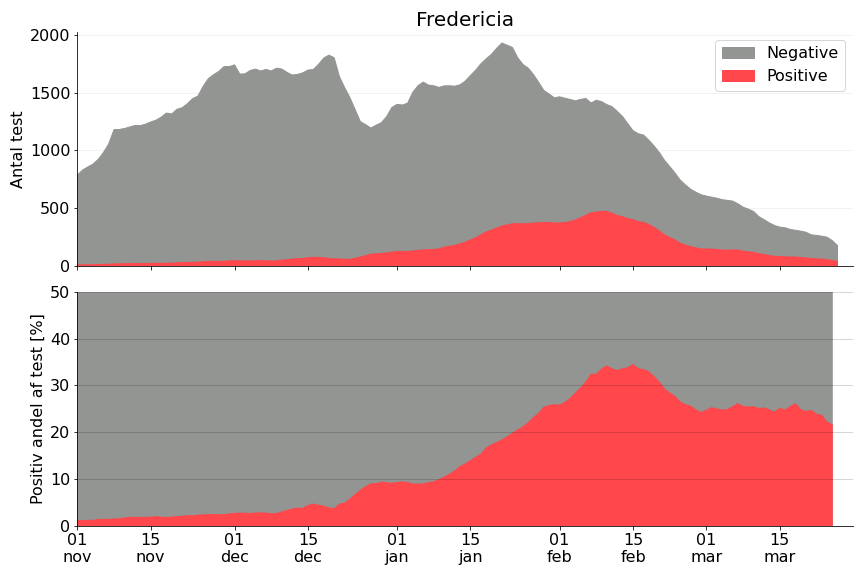 Fredericia
Antal test
2000
1500
1000
500
0
Negative
Positive
Positiv andel af test [%]
50
40
30
20
10
0
01 15 01 15 01 15 01 15 01 15
nov nov dec dec jan jan feb feb mar mar